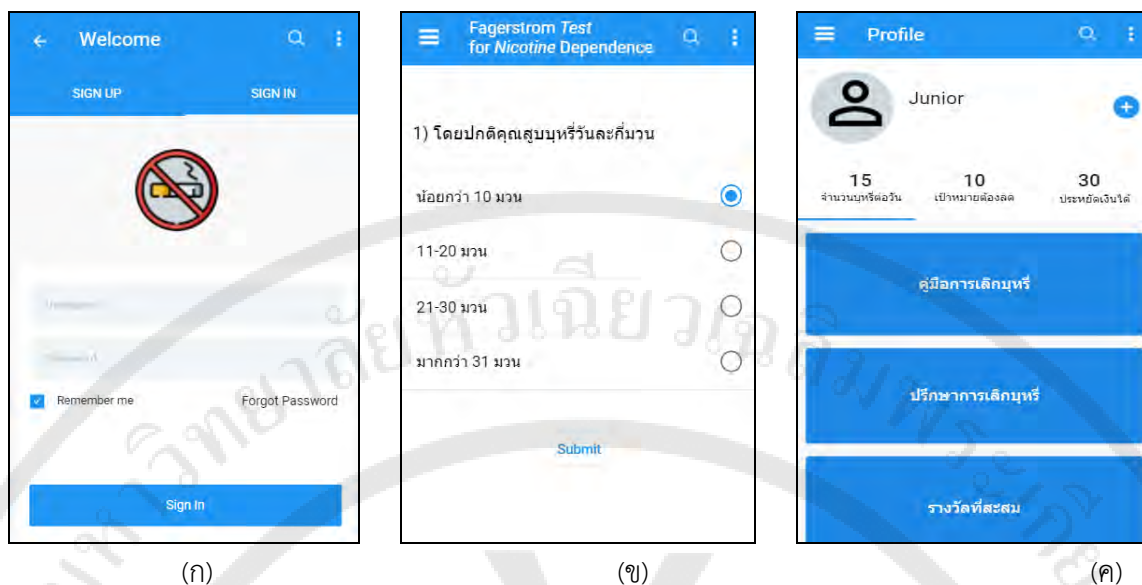 Welcome
SIGN UP
SIGN IN
Remember me
Forgot Password
Sign In
(ก)
Fagerstrom Test
for Nicotine Dependence
1) โดยปกติคุณสูบบุหรี่วันละกี่มวน
น้อยกว่า 10 มวน
11-20 มวน
21-30 มวน
มากกว่า 31 มวน
Submit
(ข)
Profile
Junior
15
จำนวนบุหรี่ต่อวัน
10
เป้าหมายต้องลด
30
ประหยัดเงินได้
คู่มือการเลิกบุหรี่
ปรึกษาการเลิกบุหรี่
รางวัลที่สะสม
(ค)